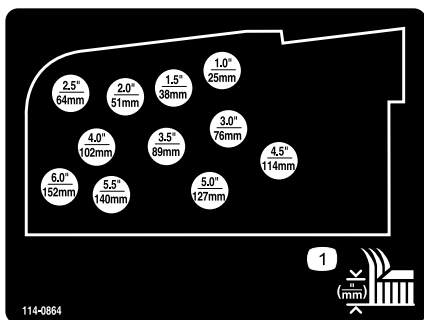 1.0"
25mm
1.5"
38mm
2.0"
51mm
2.5"
64mm
3.0"
76mm
3.5"
89mm
4.0"
102mm
4.5"
114mm
5.0"
127mm
5.5"
140mm
6.0"
152mm
1
"
(mm)
114-0864